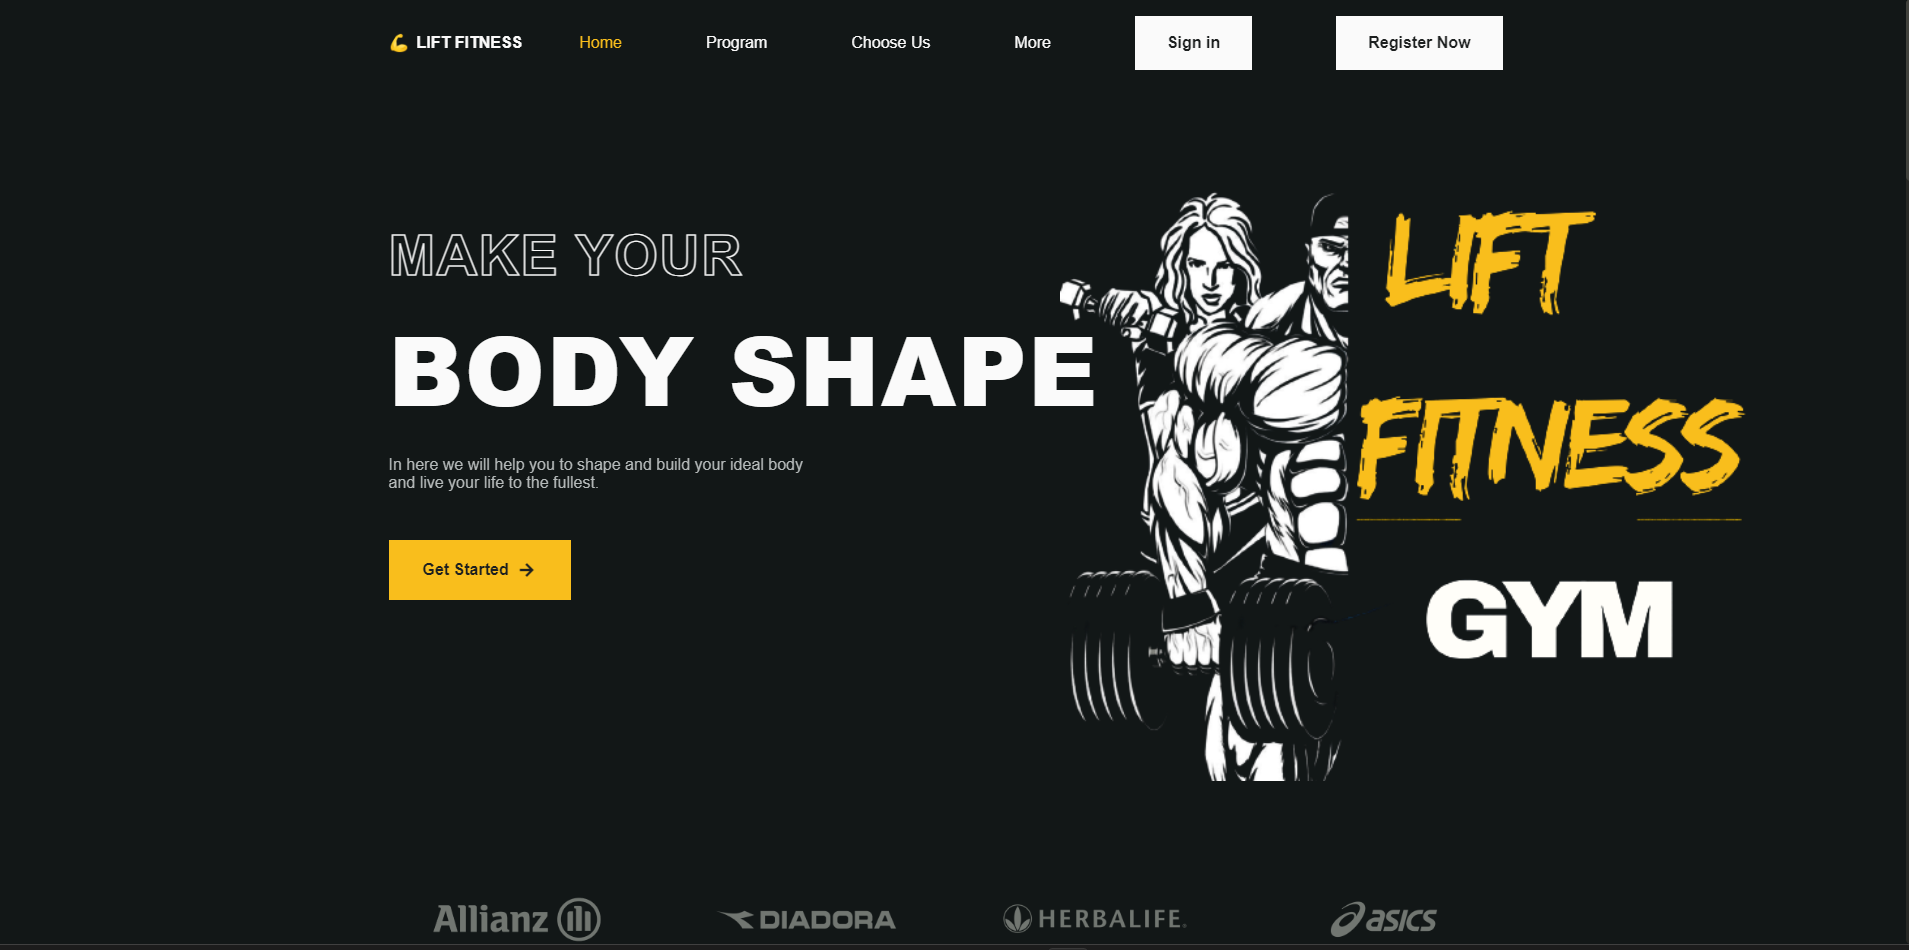 💪 LIFT FITNESS Home Program Choose Us More Sign in Register Now
MAKE YOUR
BODY SHAPE
In here we will help you to shape and build your ideal body
and live your life to the fullest.
Get Started →
LIFT
FITNESS
GYM
Allianz DIADORA HERBALIFE asics